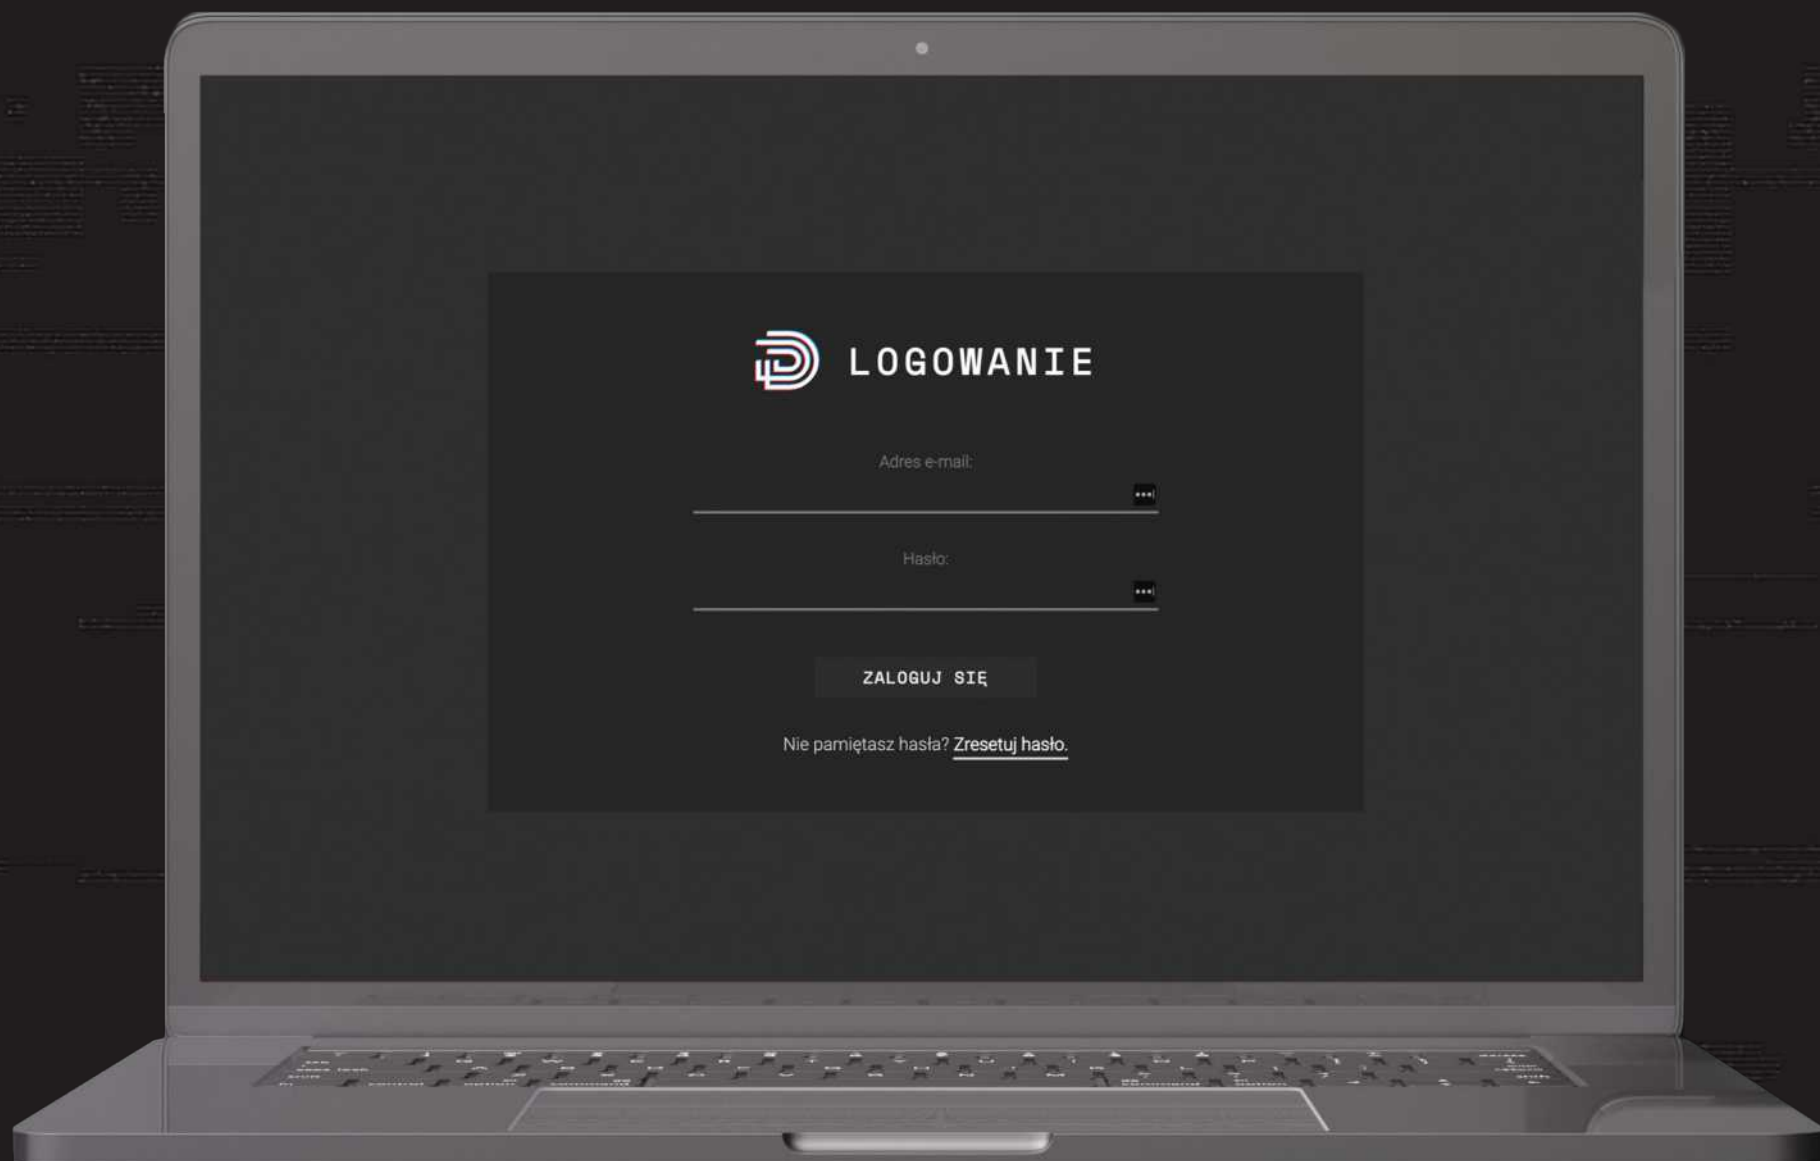 LOGOWANIE
Adres e-mail:
Hasło:
ZALOGUJ SIĘ
Nie pamiętasz hasła? Zresetuj hasło.